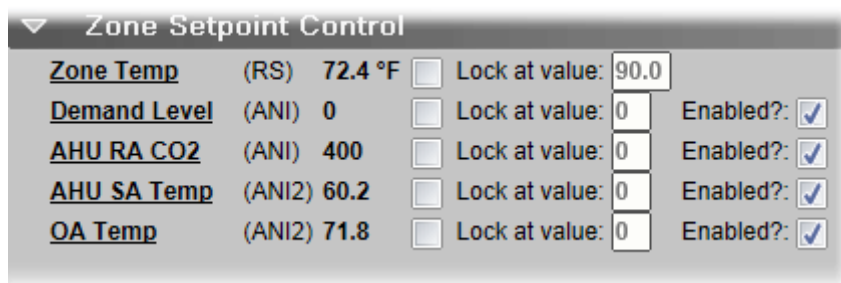 Zone Setpoint Control
Zone Temp (RS) 72.4 °F Lock at value: 90.0
Demand Level (ANI) 0 Lock at value: 0 Enabled?:
AHU RA CO2 (ANI) 400 Lock at value: 0 Enabled?:
AHU SA Temp (ANI2) 60.2 Lock at value: 0 Enabled?:
OA Temp (ANI2) 71.8 Lock at value: 0 Enabled?: